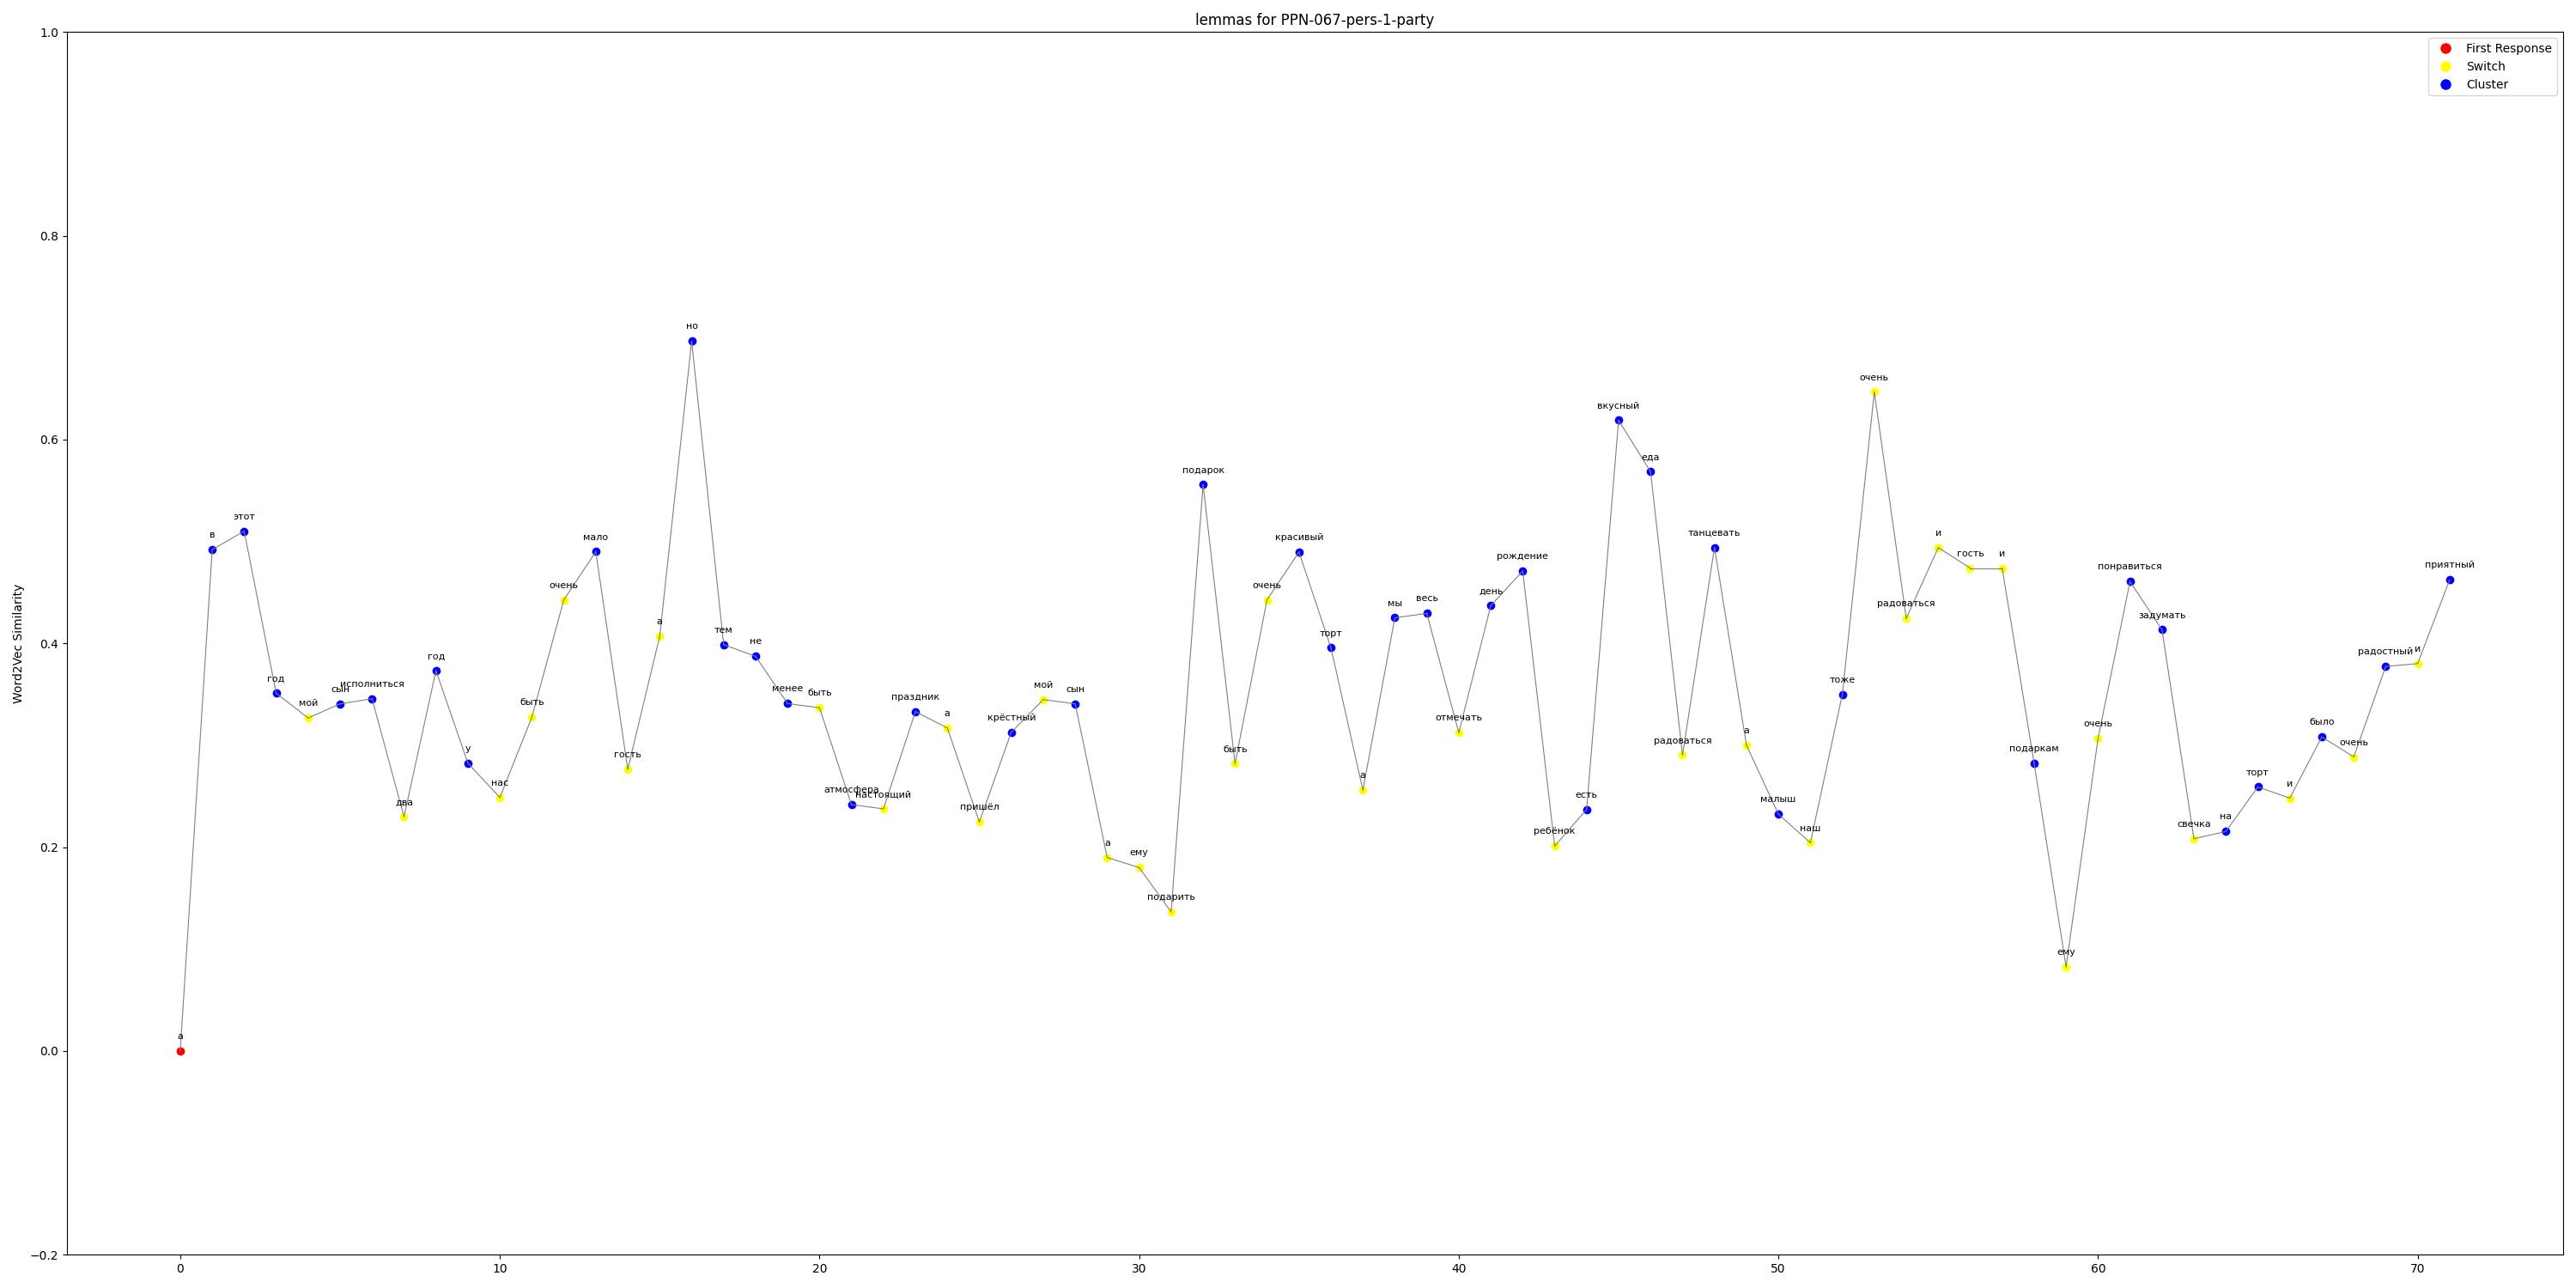 lemmas for PPN-067-pers-1-party
First Response
Switch
Cluster
Word2Vec Similarity
1.0
0.8
0.6
0.4
0.2
0.0
−0.2
а
в
этот
год
мой
сын
исполниться
два
год
у
нас
быть
очень
мало
гость
а
но
тем
не
менее
быть
атмосфера
настоящий
праздник
а
пришёл
крёстный
мой
сын
а
ему
подарить
подарок
быть
очень
красивый
торт
а
мы
весь
отмечать
день
рождение
ребёнок
есть
вкусный
еда
радоваться
танцевать
а
малыш
наш
тоже
очень
радоваться
и
гость
и
подаркам
ему
очень
понравиться
задумать
свечка
на
торт
и
было
очень
радостный
и
приятный
0
10
20
30
40
50
60
70